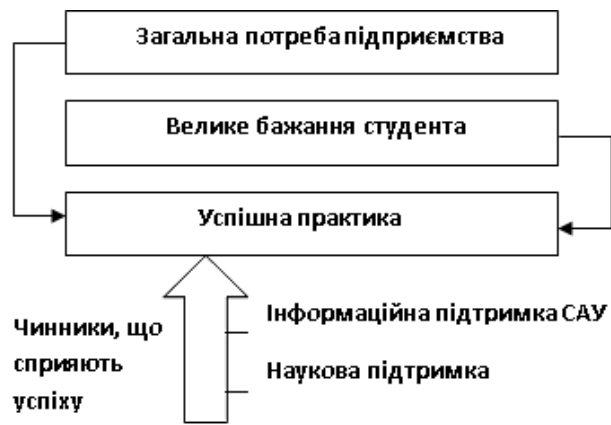 Загальна потреба підприємства
Велике бажання студента
Успішна практика
Чинники, що
сприяють
успіху
Інформаційна підтримка САУ
Наукова підтримка